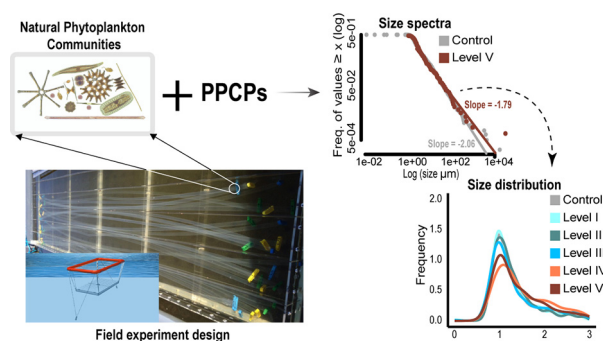 Natural Phytoplankton
Communities
+ PPCPs
Field experiment design
Size spectra
Control
Level V
Slope = -1.79
Slope = -2.06
Freq. of values ≥ x (log)
5e-01
5e-02
5e-04
1e-02 1e+00 1e+02 1e+04
Log (size µm)
Size distribution
Control
Level I
Level II
Level III
Level IV
Level V
Frequency
2.0
1.5
1.0
0.5
0.0
0 1 2 3